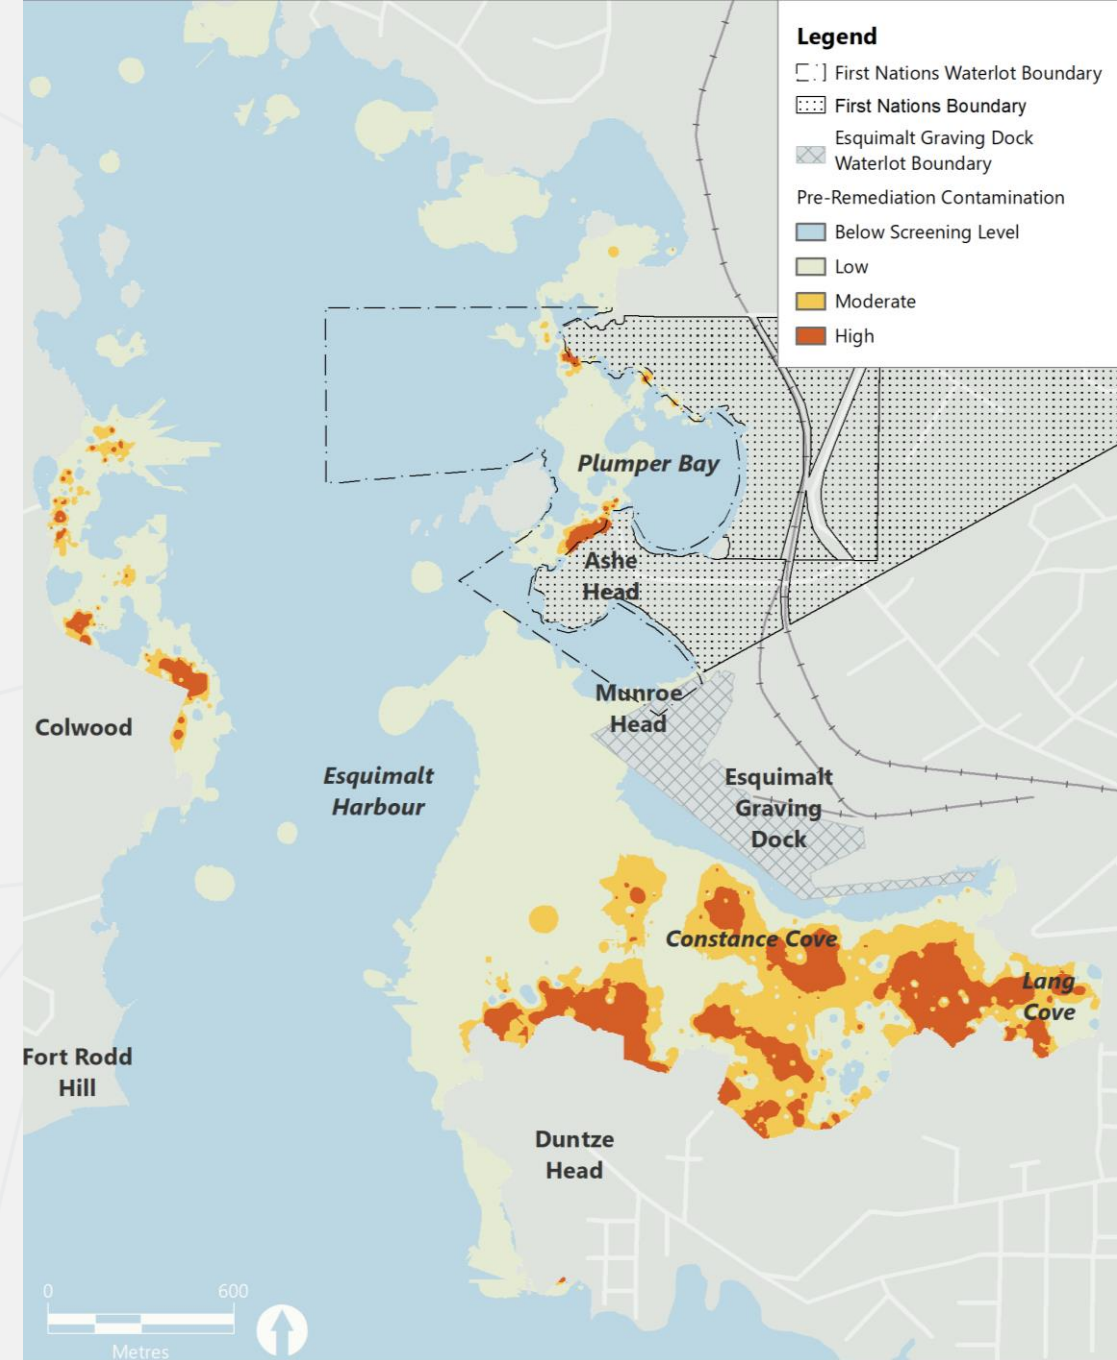 Legend
First Nations Waterlot Boundary
First Nations Boundary
Esquimalt Graving Dock
Waterlot Boundary
Pre-Remediation Contamination
Below Screening Level
Low
Moderate
High
Plumper Bay
Ashe
Head
Munroe
Head
Colwood
Esquimalt
Harbour
Esquimalt
Graving
Dock
Constance Cove
Lang
Cove
Fort Rodd
Hill
Duntze
Head
0 600
Metres